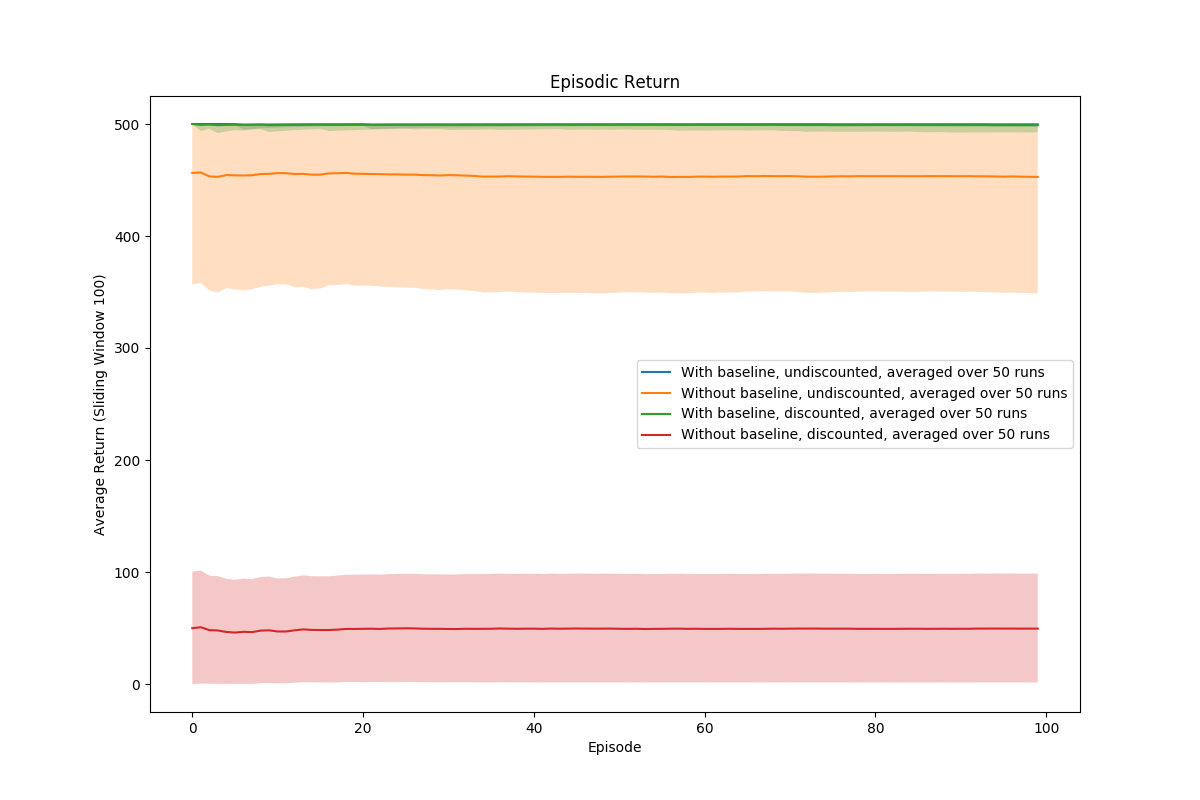 Episodic Return
500
400
300
200
100
0
Average Return (Sliding Window 100)
With baseline, undiscounted, averaged over 50 runs
Without baseline, undiscounted, averaged over 50 runs
With baseline, discounted, averaged over 50 runs
Without baseline, discounted, averaged over 50 runs
0 20 40 60 80 100
Episode